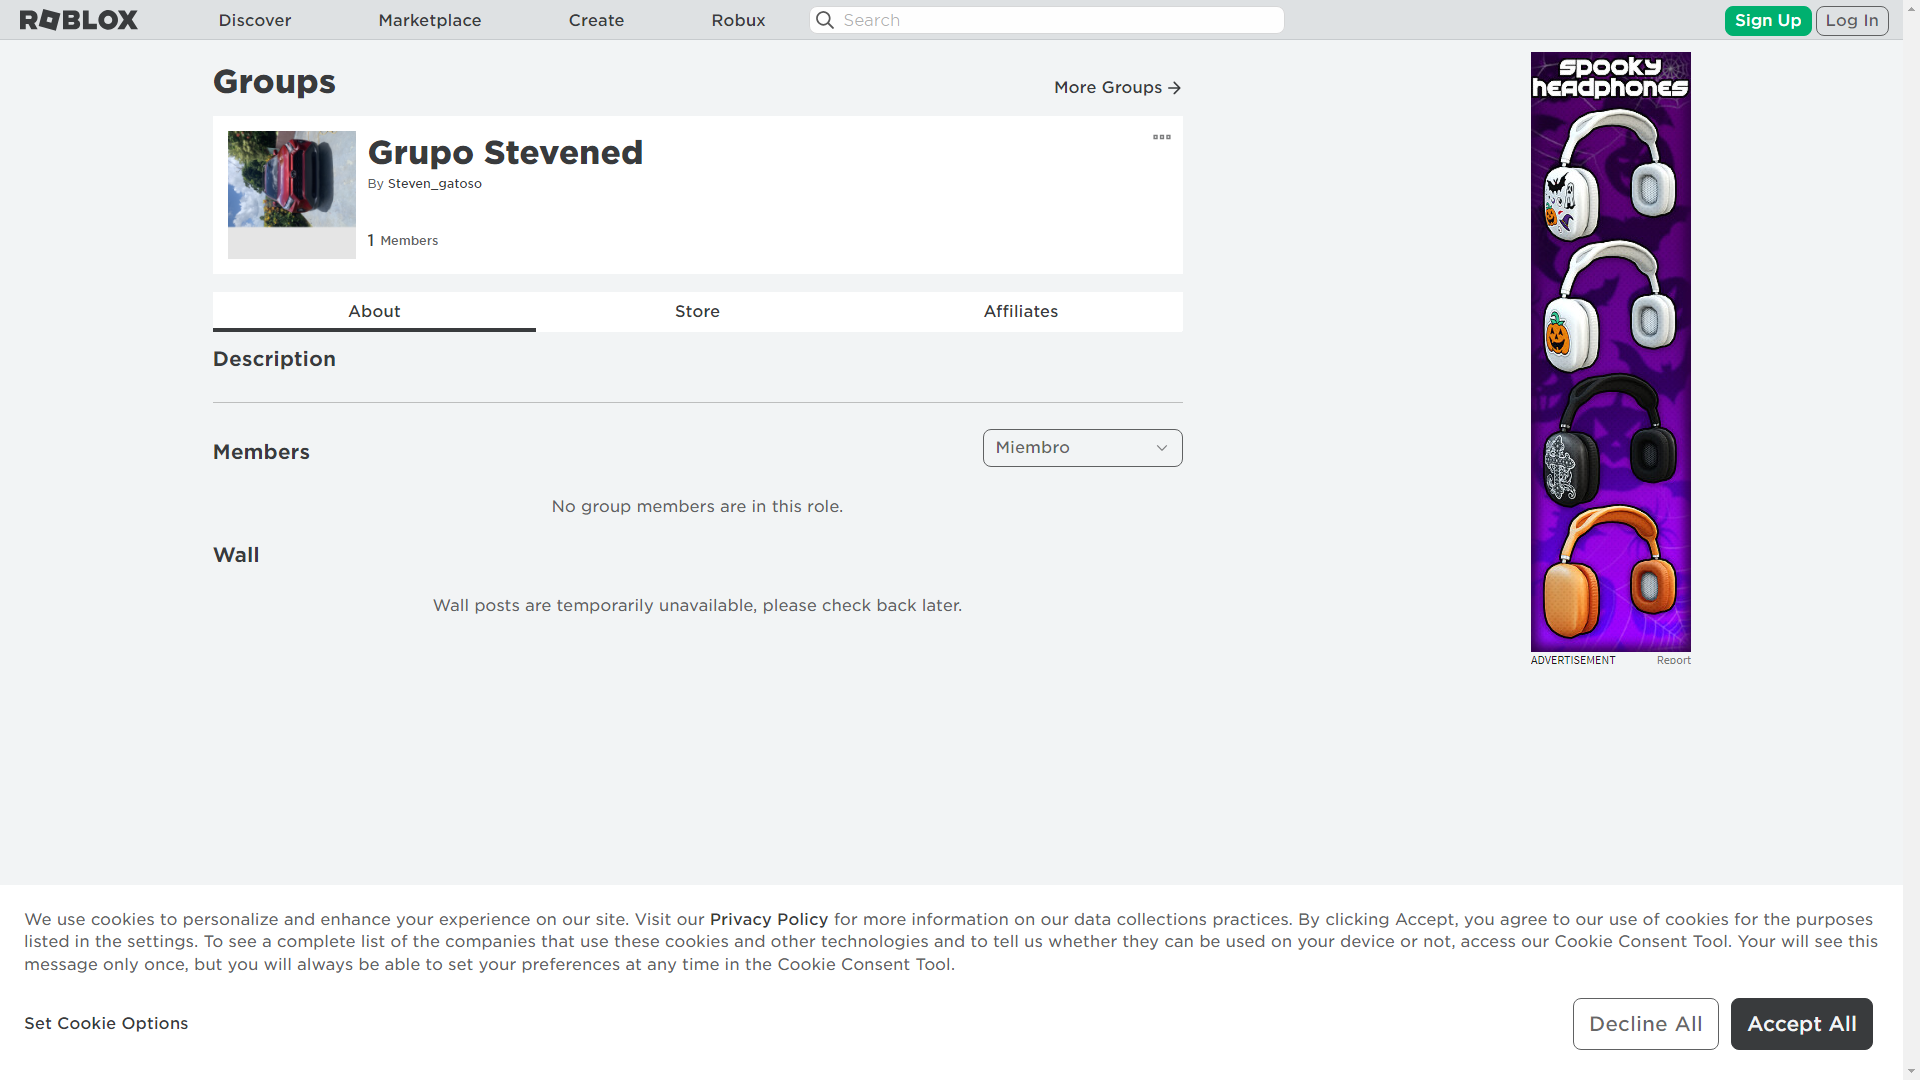 ROBLOX
Discover
Marketplace
Create
Robux
Search
Sign Up
Log In
Groups
More Groups
Grupo Stevened
By Steven_gatoso
1 Members
About
Store
Affiliates
Description
Members
Miembro
No group members are in this role.
Wall
Wall posts are temporarily unavailable, please check back later.
spooky
headphones
ADVERTISEMENT
Report
We use cookies to personalize and enhance your experience on our site. Visit our Privacy Policy for more information on our data collections practices. By clicking Accept, you agree to our use of cookies for the purposes
listed in the settings. To see a complete list of the companies that use these cookies and other technologies and to tell us whether they can be used on your device or not, access our Cookie Consent Tool. Your will see this
message only once, but you will always be able to set your preferences at any time in the Cookie Consent Tool.
Set Cookie Options
Decline All
Accept All